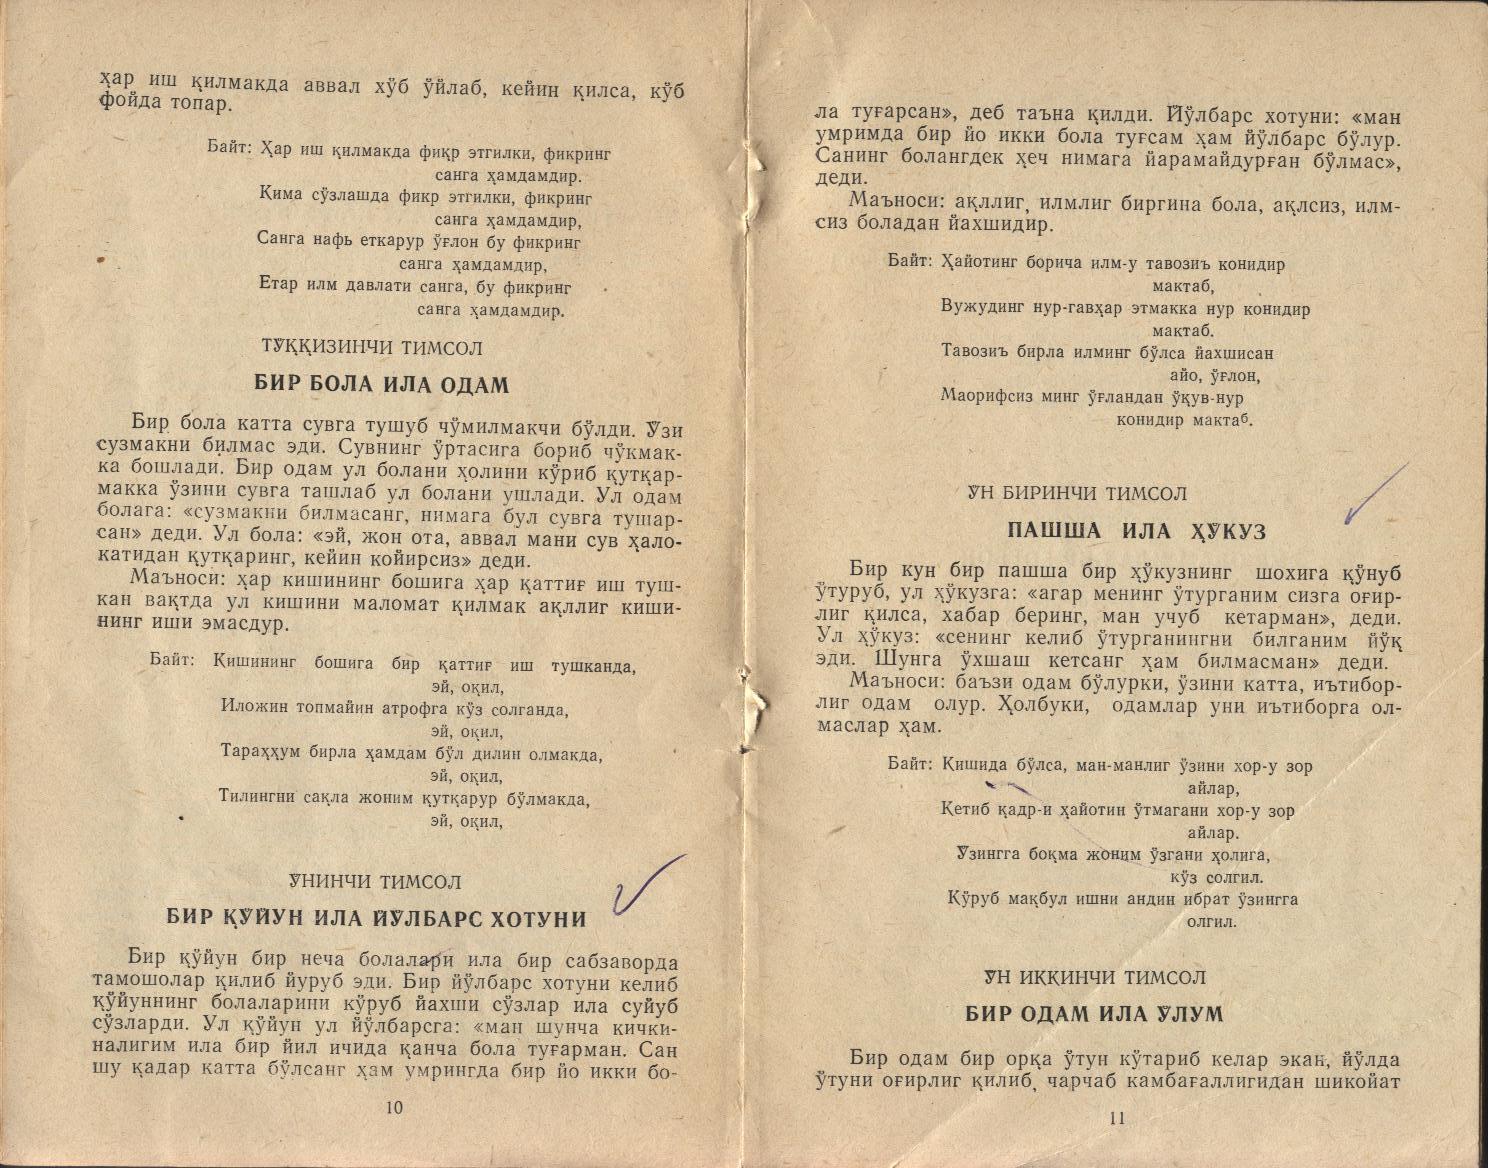 ҳар иш қилмакда аввал хўб ўйлаб, кейин қилса, кўб
фойда топар.
Байт: Ҳар иш қилмакда фиқр этгилки, фикринг
санга ҳамдамдир.
Қима сўзлашда фикр этгилки, фикринг
санга ҳамдамдир,
Санга нафь еткарур ўғлон бу фикринг
санга ҳамдамдир,
Етар илм давлати санга, бу фикринг
санга ҳамдамдир.
ТЎҚҚИЗИНЧИ ТИМСОЛ
БИР БОЛА ИЛА ОДАМ
Бир бола катта сувга тушуб чўмилмакчи бўлди. Ўзи
сузмакни билмас эди. Сувнинг ўртасига бориб чўкмак-
ка бошлади. Бир одам ул болани ҳолини кўриб қутқар-
макка ўзини сувга ташлаб ул болани ушлади. Ул одам
болага: «сузмакни билмасанг, нимага бул сувга тушар-
сан» деди. Ул бола: «эй, жон ота, аввал мани сув ҳало-
катидан қутқаринг, кейин койирсиз» деди.
Маъноси: ҳар кишининг бошига ҳар қаттиғ иш туш-
кан вақтда ул кишини маломат қилмак ақллиг киши-
нинг иши эмасдур.
Байт: Қишининг бошига бир қаттиғ иш тушканда,
эй, оқил,
Иложин топмайин атрофга кўз солганда,
эй, оқил,
Тараҳҳум бирла ҳамдам бўл дилин олмакда,
эй, оқил,
Тилингни сақла жоним қутқарур бўлмакда,
эй, оқил,
ЎНИНЧИ ТИМСОЛ
БИР ҚЎЙУН ИЛА ЙЎЛБАРС ХОТУНИ
Бир қўйун бир неча болалари ила бир сабзаворда
тамошолар қилиб йуруб эди. Бир йўлбарс хотуни келиб
қўйуннинг болаларини кўруб йахши сўзлар ила суйуб
сўзларди. Ул қўйун ул йўлбарсга: «ман шунча кички-
налигим ила бир йил ичида қанча бола туғарман. Сан
шу қадар катта бўлсанг ҳам умрингда бир йо икки бо-
10
ла туғарсан», деб таъна қилди. Йўлбарс хотуни: «ман
умримда бир йо икки бола туғсам ҳам йўлбарс бўлур.
Санинг болангдек ҳеч нимага йарамайдурған бўлмас»,
деди.
Маъноси: ақллиг, илмлиг биргина бола, ақлсиз, илм-
сиз боладан йахшидир.
Байт: Ҳайотинг борича илм-у тавозиъ конидир
мактаб,
Вужудинг нур-гавҳар этмакка нур конидир
мактаб.
Тавозиъ бирла илминг бўлса йахшисан
айо, ўғлон,
Маорифсиз минг ўғландан ўқув-нур
конидир мактаб.
ЎН БИРИНЧИ ТИМСОЛ
ПАШША ИЛА ҲЎКУЗ
Бир кун бир пашша бир ҳўкузнинг шохига қўнуб
ўтуруб, ул ҳўкузга: «агар менинг ўтурганим сизга оғир-
лиг қилса, хабар беринг, ман учуб кетарман», деди.
Ул ҳўкуз: «сенинг келиб ўтурганингни билганим йўқ
эди. Шунга ўхшаш кетсанг ҳам билмасман» деди.
Маъноси: баъзи одам бўлурки, ўзини катта, иътибор-
лиг одам олур. Ҳолбуки, одамлар уни иътиборга ол-
маслар ҳам.
Байт: Қишида бўлса, ман-манлиг ўзини хор-у зор
айлар,
Қетиб қадр-и ҳайотин ўтмагани хор-у зор
айлар.
Ўзингга боқма жоним ўзгани ҳолига,
кўз солгил.
Қўруб мақбул ишни андин ибрат ўзингга
олгил.
ЎН ИҚҚИНЧИ ТИМСОЛ
БИР ОДАМ ИЛА ЎЛУМ
Бир одам бир орқа ўтун кўтариб келар экан, йўлда
ўтуни оғирлиг қилиб, чарчаб камбағаллигидан шикойат
11